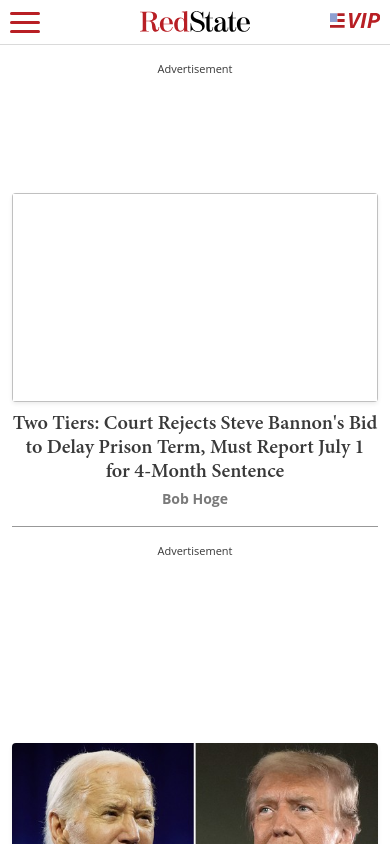 RedState
VIP
Advertisement
Two Tiers: Court Rejects Steve Bannon's Bid
to Delay Prison Term, Must Report July 1
for 4-Month Sentence
Bob Hoge
Advertisement